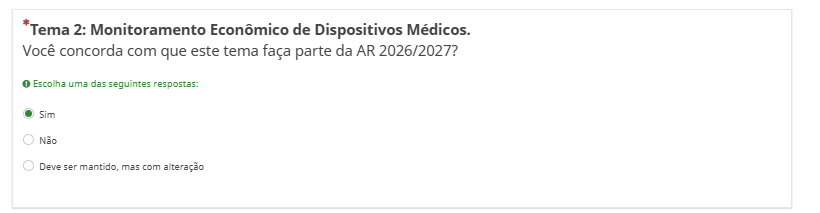 *Tema 2: Monitoramento Econômico de Dispositivos Médicos.
Você concorda com que este tema faça parte da AR 2026/2027?
Escolha uma das seguintes respostas:
Sim
Não
Deve ser mantido, mas com alteração